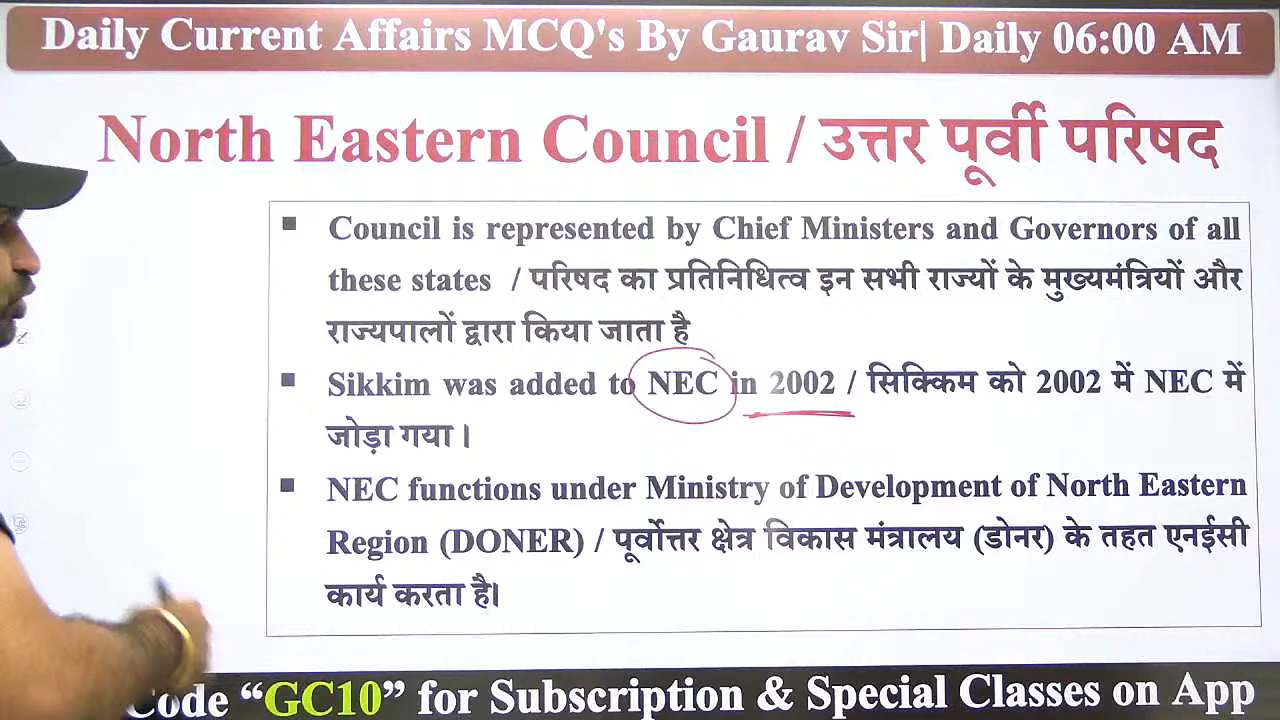 Daily Current Affairs MCQ's By Gaurav Sir| Daily 06:00 AM
North Eastern Council / उत्तर पूर्वी परिषद
▪ Council is represented by Chief Ministers and Governors of all
these states / परिषद का प्रतिनिधित्व इन सभी राज्यों के मुख्यमंत्रियों और
राज्यपालों द्वारा किया जाता है
▪ Sikkim was added to NEC in 2002 / सिक्किम को 2002 में NEC में
जोड़ा गया।
▪ NEC functions under Ministry of Development of North Eastern
Region (DONER) / पूर्वोत्तर क्षेत्र विकास मंत्रालय (डोनर) के तहत एनईसी
कार्य करता है।
Code “GC10” for Subscription & Special Classes on App